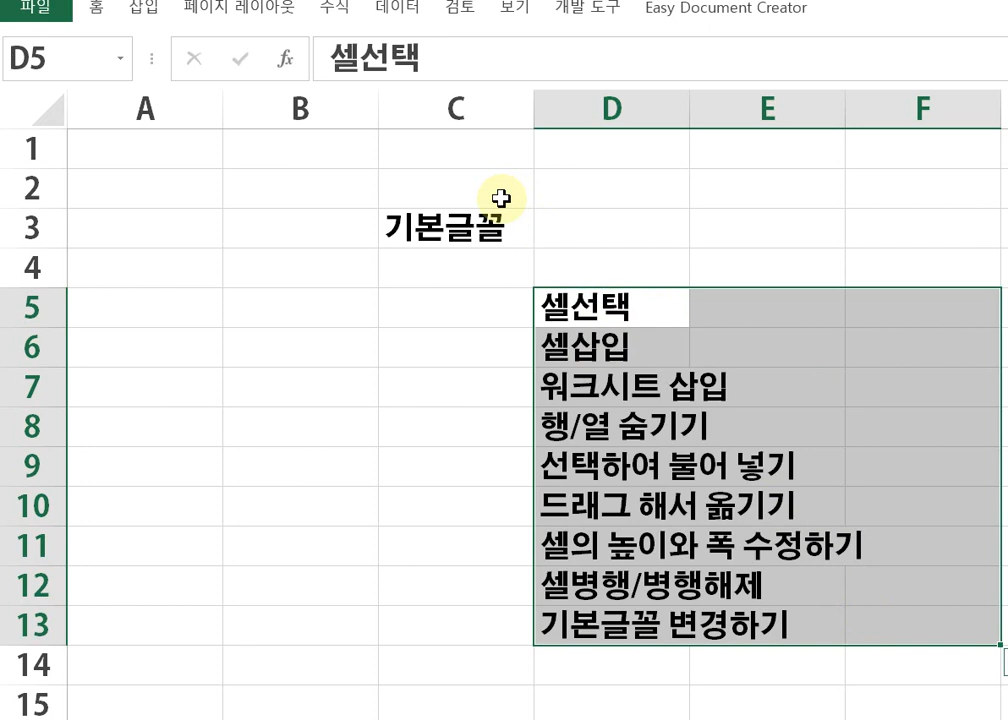 파일 홈 삽입 페이지 레이아웃 수식 데이터 검토 보기 개발 도구 Easy Document Creator
D5 fx 셀선택
A B C D E F
1
2
3 기본글꼴
4
5 셀선택
6 셀삽입
7 워크시트 삽입
8 행/열 숨기기
9 선택하여 불어 넣기
10 드래그 해서 옮기기
11 셀의 높이와 폭 수정하기
12 셀병행/병행해제
13 기본글꼴 변경하기
14
15